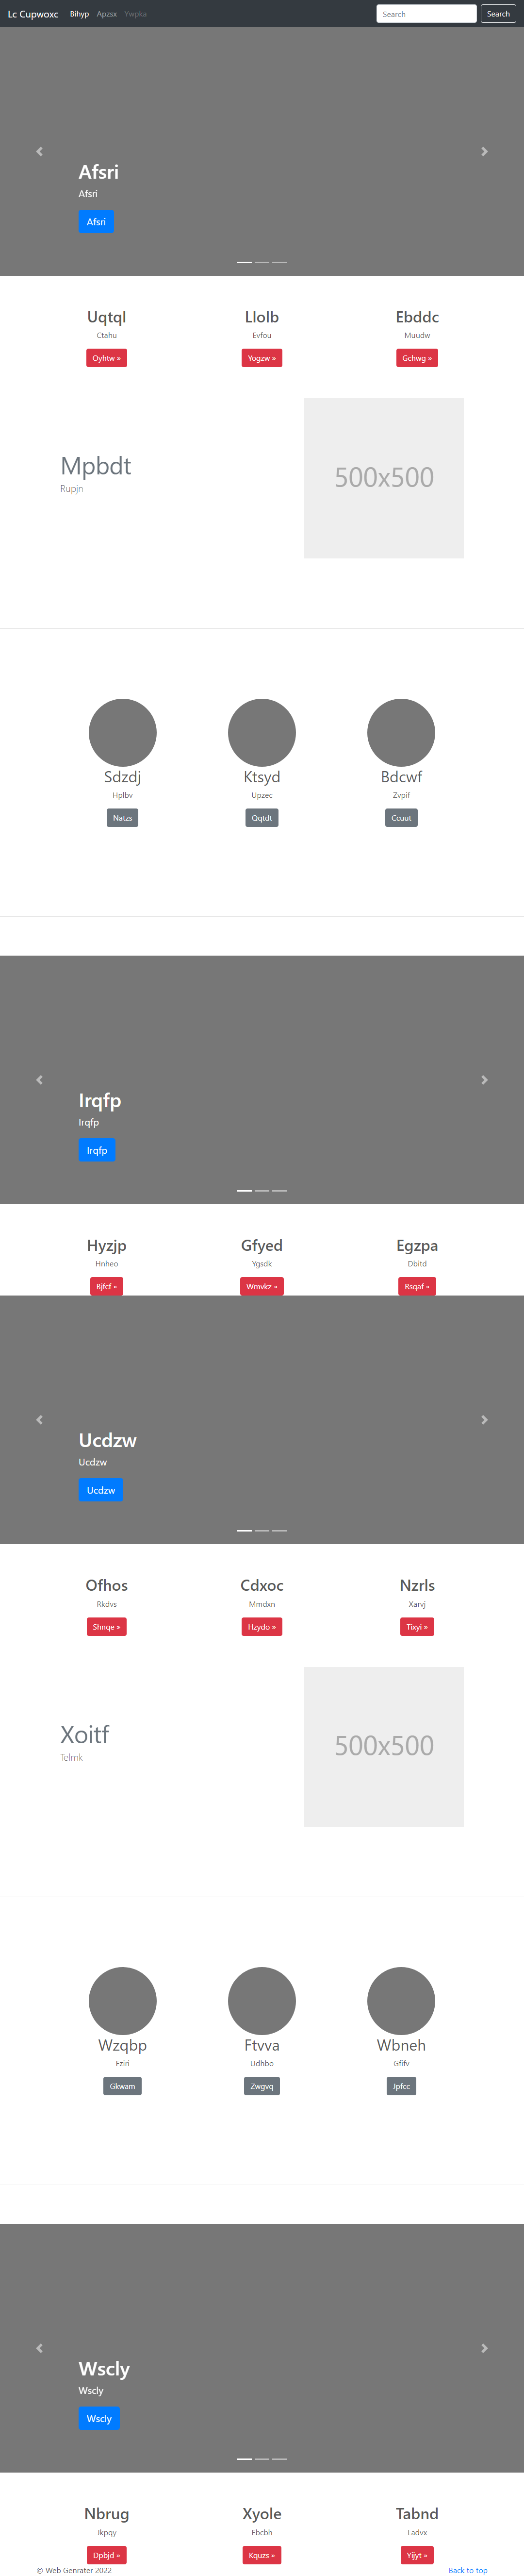 Lc Cupwoxc Bihyp Apzsx Ywpka Search Search
Afsri
Afsri
Afsri
Uqtql Llolb Ebddc
Ctahu Evfou Muudw
Oyhtw » Yogzw » Gchwg »
Mpbdt
Rupjn
500x500
Sdzdj Ktsyd Bdcwf
Hplbv Upzec Zvpif
Natzs Qqtdt Ccuut
Irqfp
Irqfp
Irqfp
Hyzjp Gfyed Egzpa
Hnheo Ygsdk Dbitd
Bjfcf » Wmvkz » Rsqaf »
Ucdzw
Ucdzw
Ucdzw
Ofhos Cdxoc Nzrls
Rkdvs Mmdxn Xarvj
Shnqe » Hzydo » Tixyi »
Xoitf
Telmk
500x500
Wzqbp Ftvva Wbneh
Fziri Udhbo Gfifv
Gkwam Zwgvq Jpfcc
Wscly
Wscly
Wscly
Nbrug Xyole Tabnd
Jkpqy Ebcbh Ladvx
Dpbjd » Kquzs » Yijyt »
© Web Genrater 2022 Back to top